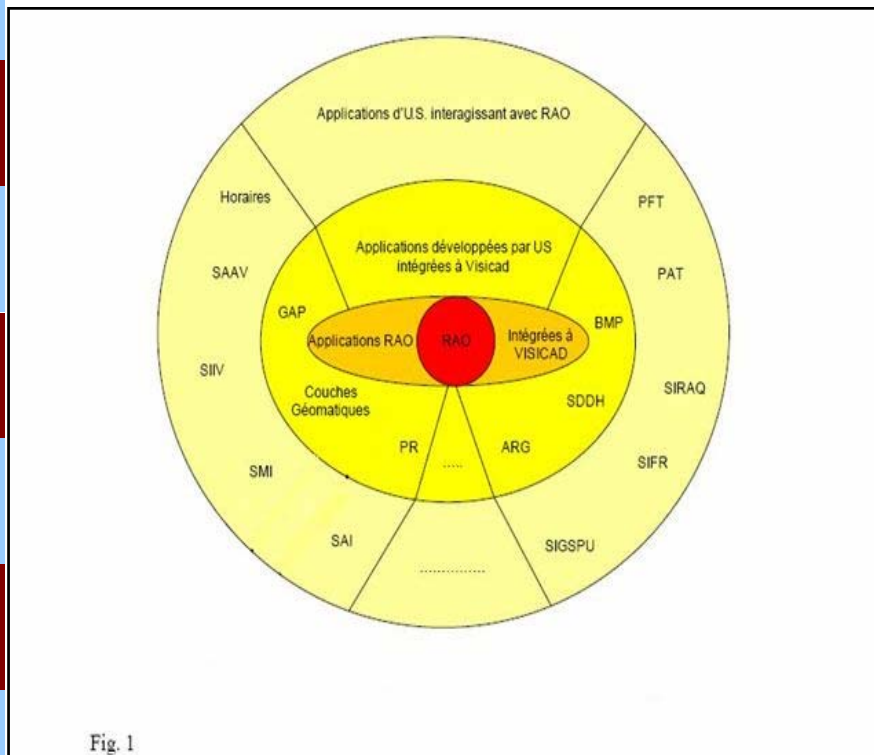 Applications d'U.S. interagissant avec RAO
Horaires
PFT
Applications développées par US
intégrées à Visicad
SAAV
PAT
GAP
BMP
Applications RAO
RAO
Intégrées à
VISICAD
SIIV
SIRAQ
Couches
Géomatiques
SDDH
PR
.....
ARG
SIFR
SMI
SAI
SIGSPU
...............
Fig. 1